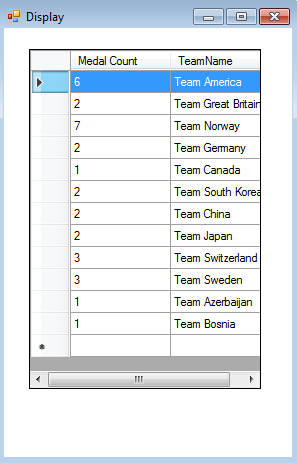 Display
Medal Count TeamName
6 Team America
2 Team Great Britain
7 Team Norway
2 Team Germany
1 Team Canada
2 Team South Korea
2 Team China
2 Team Japan
3 Team Switzerland
3 Team Sweden
1 Team Azerbaijan
1 Team Bosnia